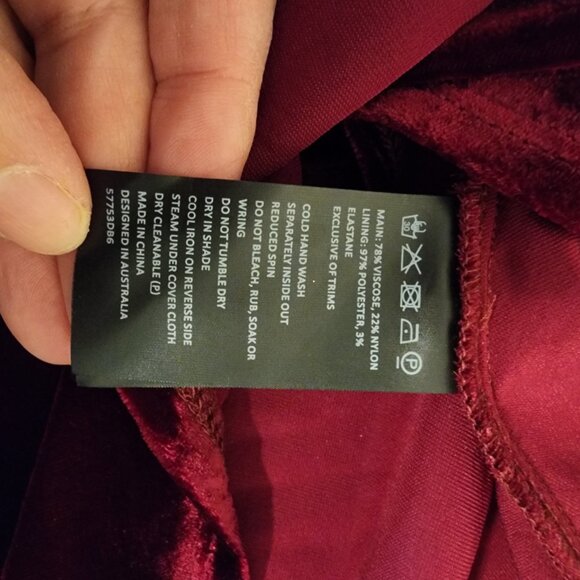 MAIN: 78% VISCOSE, 22% NYLON
LINING: 97% POLYESTER, 3%
ELASTANE
EXCLUSIVE OF TRIMS
COLD HAND WASH
SEPARATELY INSIDE OUT
REDUCED SPIN
DO NOT BLEACH, RUB, SOAK OR
WRING
DO NOT TUMBLE DRY
DRY IN SHADE
COOL IRON ON REVERSE SIDE
STEAM UNDER COVER CLOTH
DRY CLEANABLE (P)
MADE IN CHINA
DESIGNED IN AUSTRALIA
57753DB6